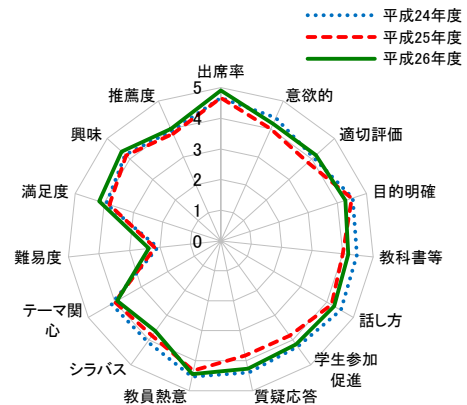 平成24年度
平成25年度
平成26年度
出席率
意欲的
適切評価
目的明確
教科書等
話し方
学生参加
促進
質疑応答
教員熱意
シラバス
テーマ関
心
難易度
満足度
興味
推薦度
5
4
3
2
1
0